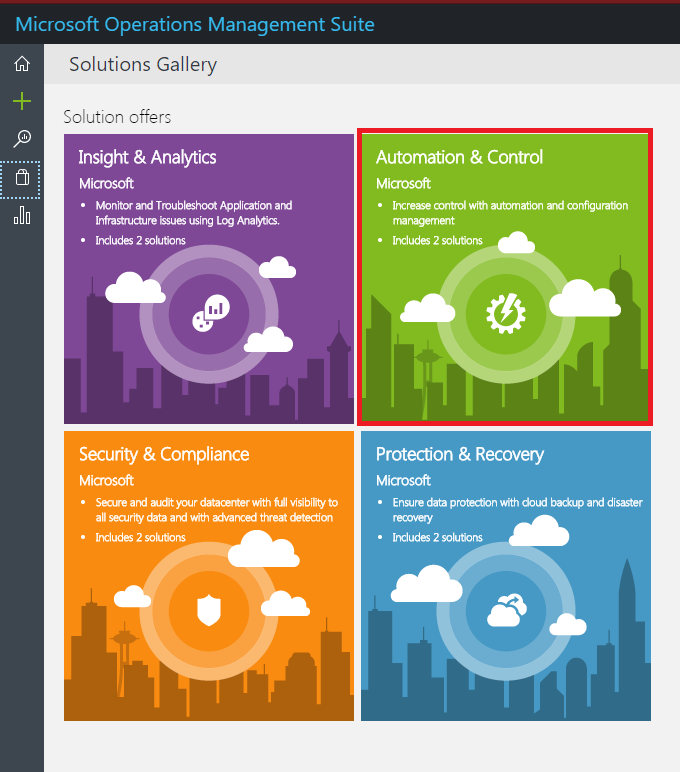 Microsoft Operations Management Suite
Solutions Gallery
Solution offers
Insight & Analytics
Microsoft
• Monitor and Troubleshoot Application and
Infrastructure issues using Log Analytics.
• Includes 2 solutions
Automation & Control
Microsoft
• Increase control with automation and configuration
management
• Includes 2 solutions
Security & Compliance
Microsoft
• Secure and audit your datacenter with full visibility to
all security data and with advanced threat detection
• Includes 2 solutions
Protection & Recovery
Microsoft
• Ensure data protection with cloud backup and disaster
recovery
• Includes 2 solutions